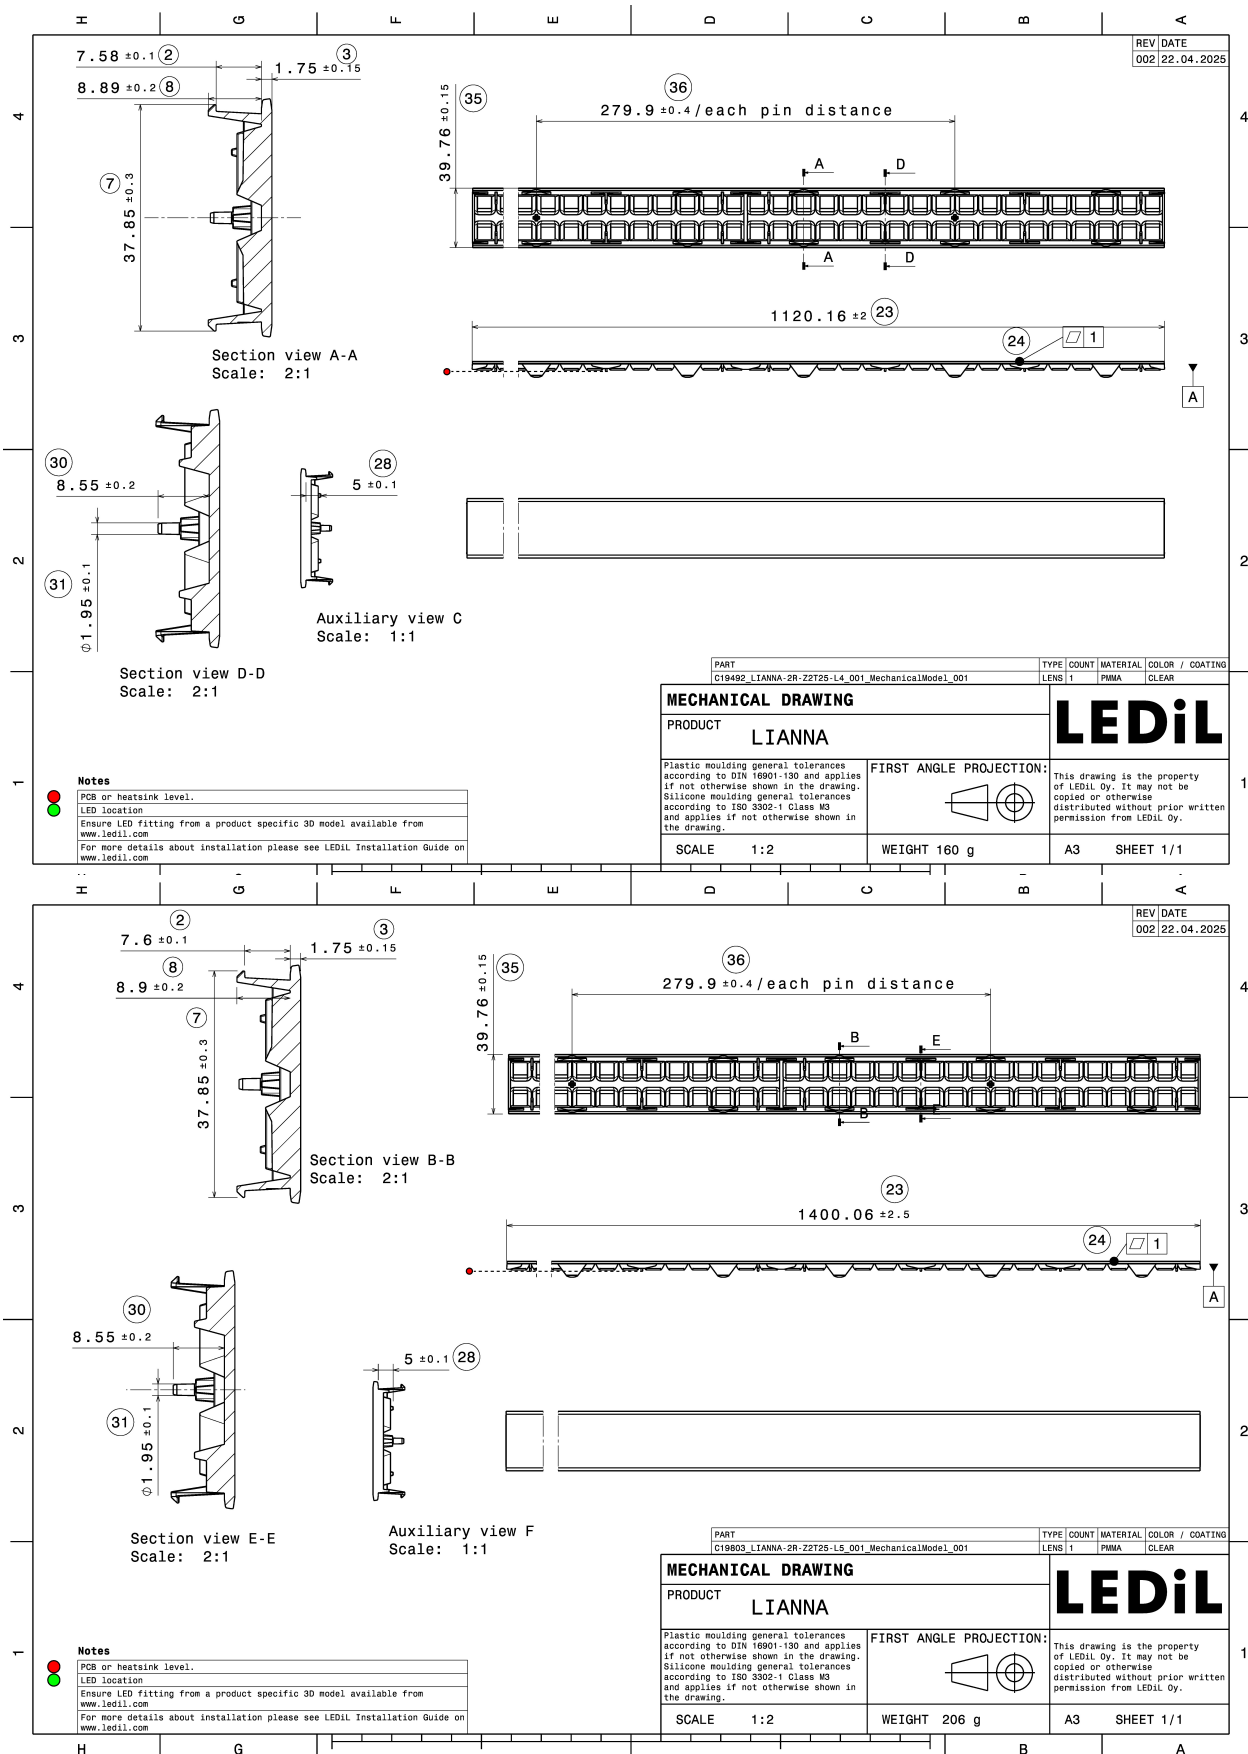 H G F E D C B A
REV DATE
002 22.04.2025
7.58 ±0.1 2
3
1.75 ±0.15
8.89 ±0.2 8
7
37.85 ±0.3
Section view A-A
Scale: 2:1
35
39.76 ±0.15
36
279.9 ±0.4/each pin distance
A D
A D
1120.16 ±2 23
24
1
A
4 4
3 3
2 2
1 1
30
8.55 ±0.2
31
∅1.95 ±0.1
Section view D-D
Scale: 2:1
28
5 ±0.1
Auxiliary view C
Scale: 1:1
PART TYPE COUNT MATERIAL COLOR / COATING
C19492_LIANNA-2R-Z2T25-L4_001_MechanicalModel_001 LENS 1 PMMA CLEAR
MECHANICAL DRAWING
LEDiL
PRODUCT
LIANNA
Plastic moulding general tolerances
according to DIN 16901-130 and applies
if not otherwise shown in the drawing.
Silicone moulding general tolerances
according to ISO 3302-1 Class M3
and applies if not otherwise shown in
the drawing.
FIRST ANGLE PROJECTION:
This drawing is the property
of LEDiL Oy. It may not be
copied or otherwise
distributed without prior written
permission from LEDiL Oy.
SCALE 1:2
WEIGHT 160 g
A3 SHEET 1/1
Notes
PCB or heatsink level.
LED location
Ensure LED fitting from a product specific 3D model available from
www.ledil.com
For more details about installation please see LEDiL Installation Guide on
www.ledil.com
H G F E D C B A
REV DATE
002 22.04.2025
2
7.6 ±0.1
3
1.75 ±0.15
8
8.9 ±0.2
7
37.85 ±0.3
Section view B-B
Scale: 2:1
35
39.76 ±0.15
36
279.9 ±0.4/each pin distance
B E
B E
23
1400.06 ±2.5
24
1
A
4 4
3 3
2 2
1 1
30
8.55 ±0.2
31
∅1.95 ±0.1
Section view E-E
Scale: 2:1
5 ±0.1 28
Auxiliary view F
Scale: 1:1
PART TYPE COUNT MATERIAL COLOR / COATING
C19803_LIANNA-2R-Z2T25-L5_001_MechanicalModel_001 LENS 1 PMMA CLEAR
MECHANICAL DRAWING
LEDiL
PRODUCT
LIANNA
Plastic moulding general tolerances
according to DIN 16901-130 and applies
if not otherwise shown in the drawing.
Silicone moulding general tolerances
according to ISO 3302-1 Class M3
and applies if not otherwise shown in
the drawing.
FIRST ANGLE PROJECTION:
This drawing is the property
of LEDiL Oy. It may not be
copied or otherwise
distributed without prior written
permission from LEDiL Oy.
SCALE 1:2
WEIGHT 206 g
A3 SHEET 1/1
Notes
PCB or heatsink level.
LED location
Ensure LED fitting from a product specific 3D model available from
www.ledil.com
For more details about installation please see LEDiL Installation Guide on
www.ledil.com
H G B A